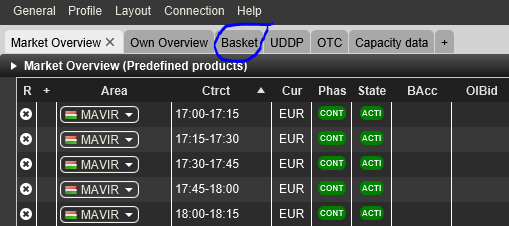 General Profile Layout Connection Help
Market Overview ✕ Own Overview Basket UDDP OTC Capacity data +
Market Overview (Predefined products)
R + Area Ctrct Cur Phas State BAcc OlBid
MAVIR 17:00-17:15 EUR CONT ACTI
MAVIR 17:15-17:30 EUR CONT ACTI
MAVIR 17:30-17:45 EUR CONT ACTI
MAVIR 17:45-18:00 EUR CONT ACTI
MAVIR 18:00-18:15 EUR CONT ACTI